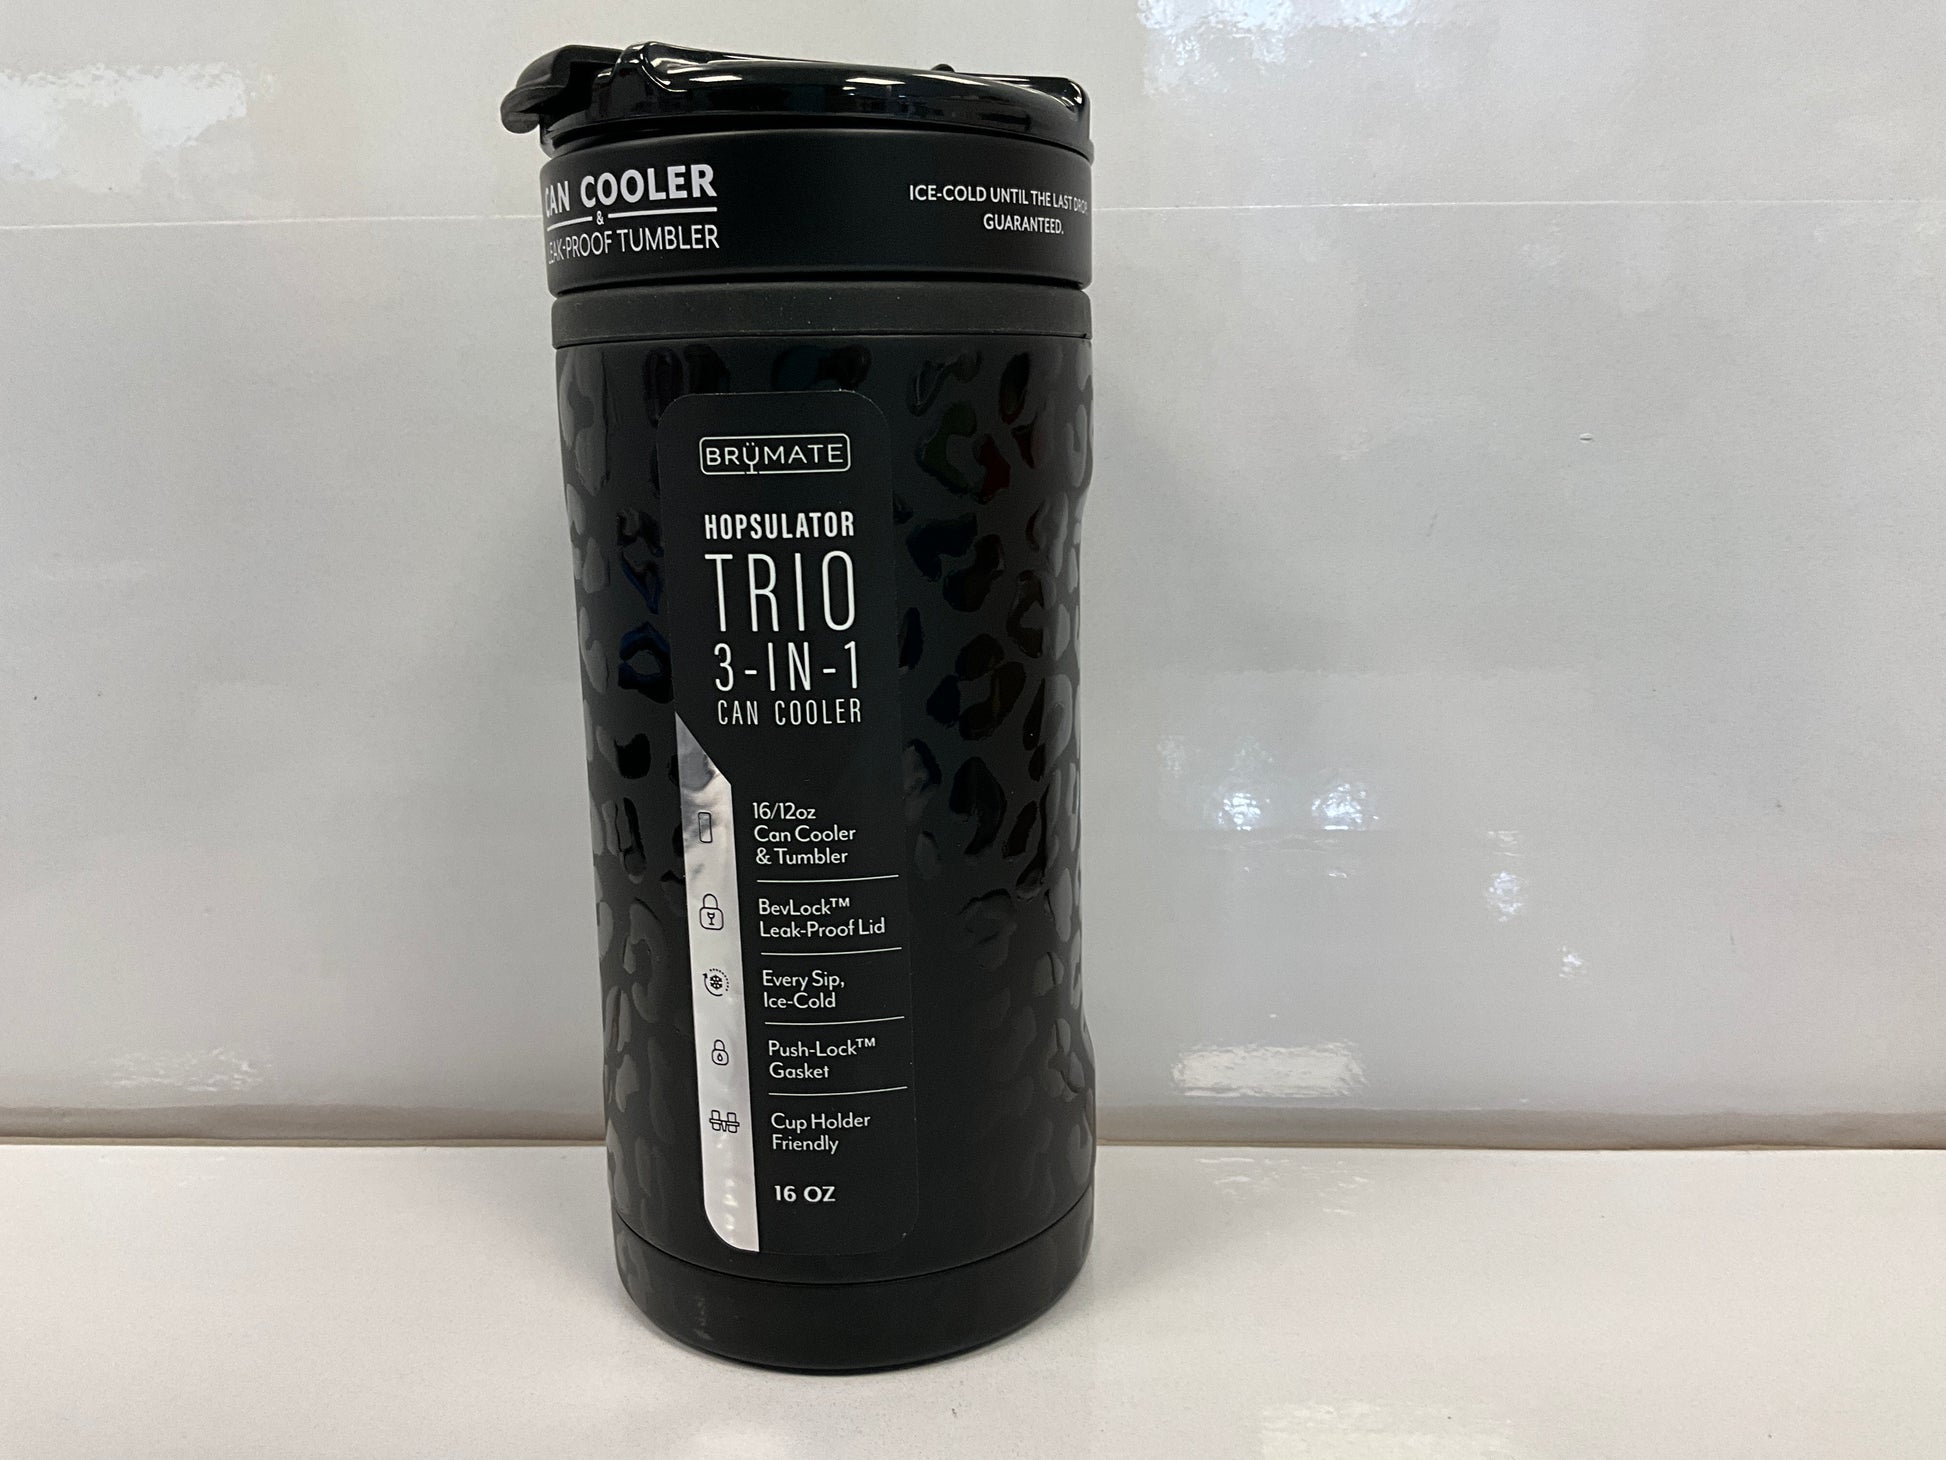 CAN COOLER
&
LEAK-PROOF TUMBLER
ICE-COLD UNTIL THE LAST DROP
GUARANTEED.
BRÜMATE
HOPSULATOR
TRIO
3-IN-1
CAN COOLER
16/12oz
Can Cooler
& Tumbler
BevLock™
Leak-Proof Lid
Every Sip,
Ice-Cold
Push-Lock™
Gasket
Cup Holder
Friendly
16 OZ